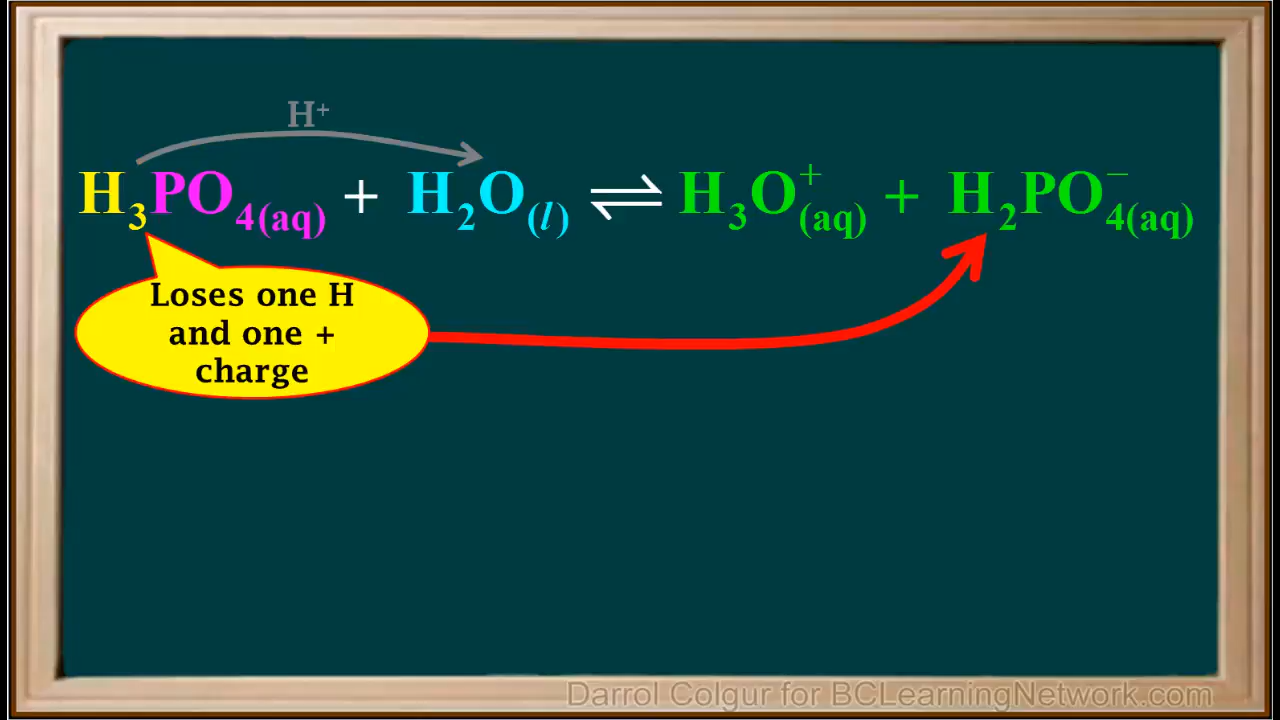 H⁺
H₃PO₄(aq) + H₂O(l) ⇌ H₃O⁺(aq) + H₂PO₄⁻(aq)
Loses one H
and one +
charge
Darrol Colgur for BCLearningNetwork.com